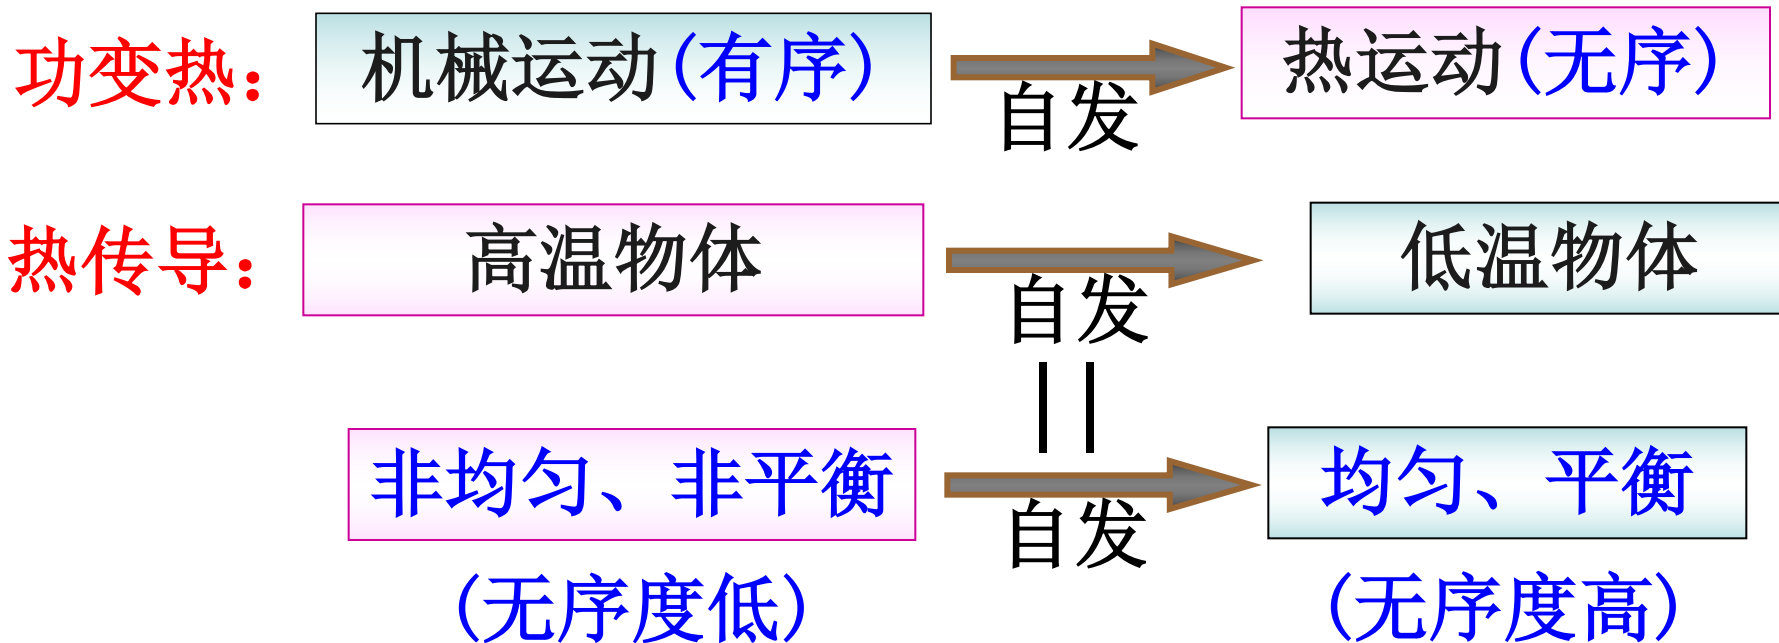 功变热： 机械运动(有序) 热运动(无序)
自发
热传导： 高温物体 低温物体
自发
非均匀、非平衡 均匀、平衡
自发
(无序度低) (无序度高)